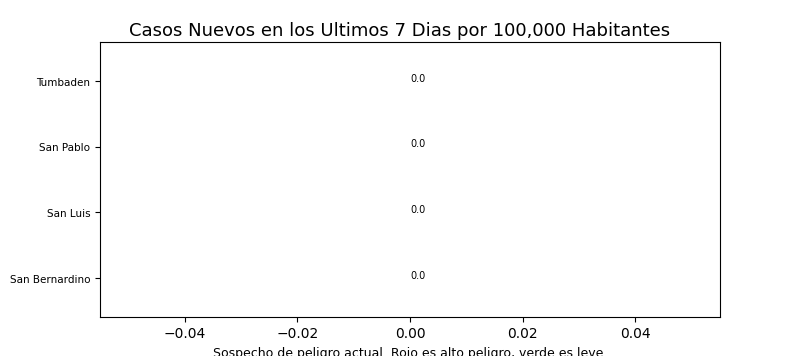 Casos Nuevos en los Ultimos 7 Dias por 100,000 Habitantes
Tumbaden 0.0
San Pablo 0.0
San Luis 0.0
San Bernardino 0.0
−0.04 −0.02 0.00 0.02 0.04
Sospecho de peligro actual. Rojo es alto peligro, verde es leve